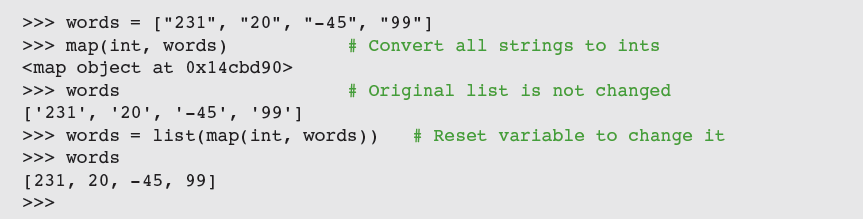 >>> words = ["231", "20", "-45", "99"]
>>> map(int, words)           # Convert all strings to ints
<map object at 0x14cbd90>
>>> words                     # Original list is not changed
['231', '20', '-45', '99']
>>> words = list(map(int, words))   # Reset variable to change it
>>> words
[231, 20, -45, 99]
>>>